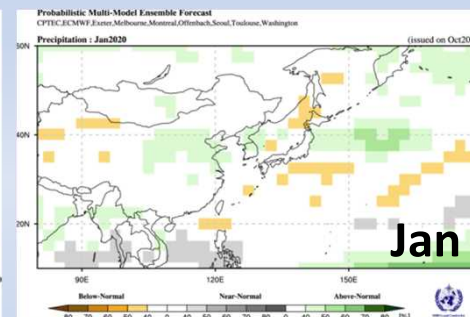 Probabilistic Multi-Model Ensemble Forecast
CPTEC,ECMWF,Exeter,Melbourne,Montreal,Offenbach,Seoul,Toulouse,Washington
Precipitation : Jan2020 (issued on Oct20
40N
20N
Jan
90E 120E 150E
Below-Normal Near-Normal Above-Normal